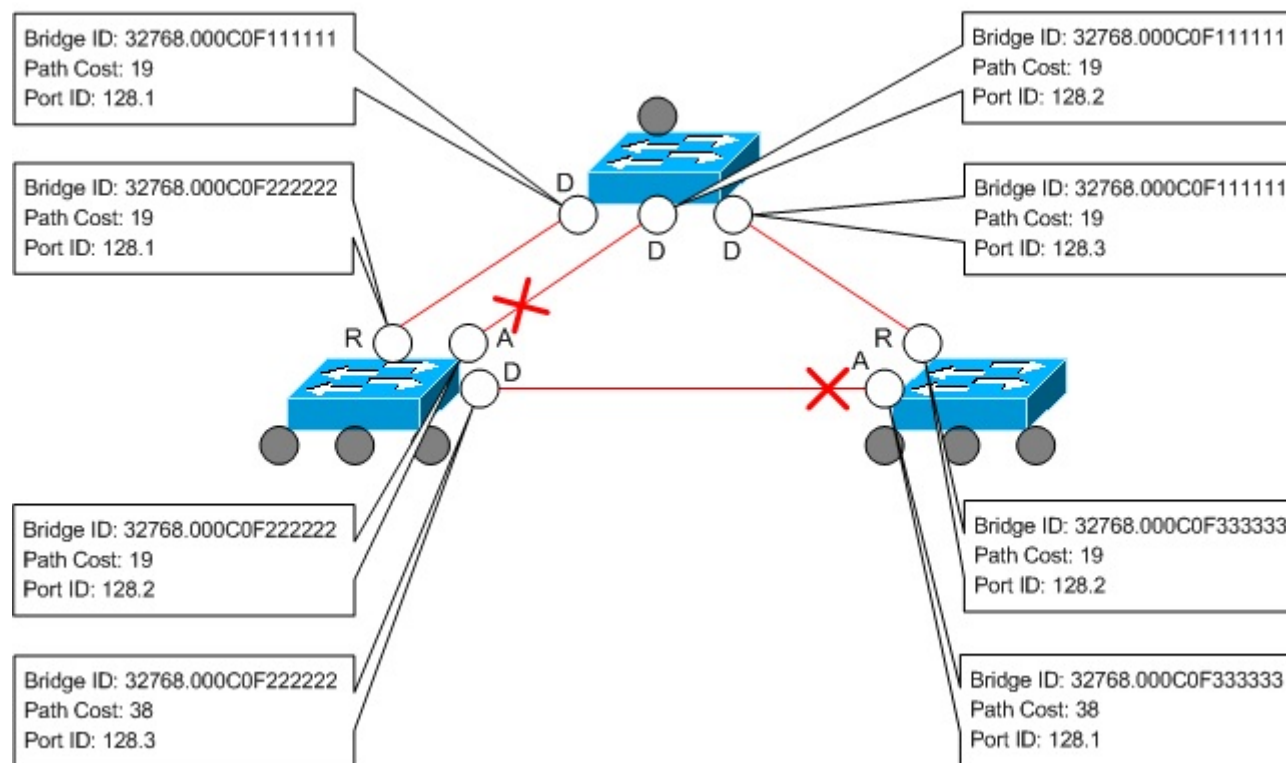 Bridge ID: 32768.000C0F111111
Path Cost: 19
Port ID: 128.1
Bridge ID: 32768.000C0F111111
Path Cost: 19
Port ID: 128.2
Bridge ID: 32768.000C0F222222
Path Cost: 19
Port ID: 128.1
Bridge ID: 32768.000C0F111111
Path Cost: 19
Port ID: 128.3
D
D
D
R
A
D
A
R
Bridge ID: 32768.000C0F222222
Path Cost: 19
Port ID: 128.2
Bridge ID: 32768.000C0F333333
Path Cost: 19
Port ID: 128.2
Bridge ID: 32768.000C0F222222
Path Cost: 38
Port ID: 128.3
Bridge ID: 32768.000C0F333333
Path Cost: 38
Port ID: 128.1